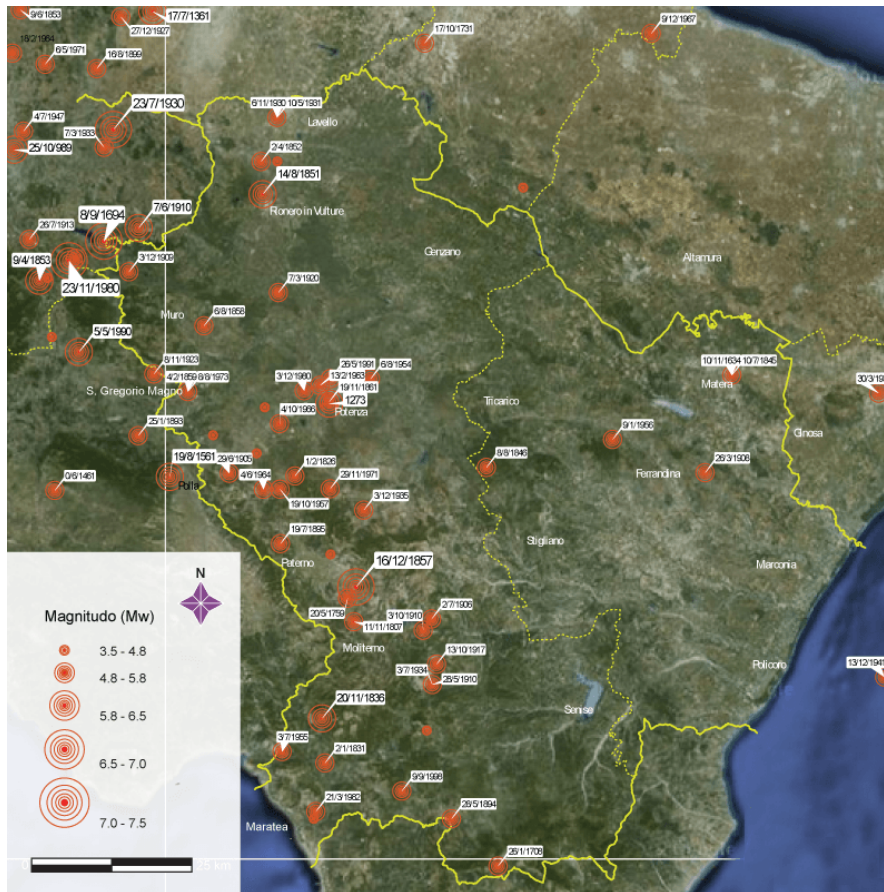 9/6/1853
17/7/1361
27/12/1927
17/10/1731
9/12/1967
6/5/1971
16/8/1899
4/7/1947
23/7/1930
7/3/1933
25/10/989
6/11/1930 10/5/1931
Lavello
2/4/1852
14/8/1851
Rionero in Vulture
26/7/1913
8/9/1694
7/6/1910
9/4/1853
3/12/1909
23/11/1980
Genzano
Altamura
7/3/1920
Muro
6/8/1858
5/5/1990
8/11/1923
4/2/1859 8/8/1973
S. Gregorio Magno
3/12/1980
26/5/1991
6/8/1954
13/2/1963
19/11/1861
1273
Potenza
4/10/1986
10/11/1634 10/7/1845
Matera
Tricarico
Ginosa
25/1/1893
9/1/1956
19/8/1561
29/6/1905
1/2/1826
8/8/1846
26/3/1908
Ferrandina
0/6/1461
Polla
4/6/1964
29/11/1971
19/10/1957
3/12/1935
19/7/1895
Paterno
Stigliano
16/12/1857
Marconia
20/5/1759
3/10/1910
2/7/1906
11/11/1807
Moliterno
13/10/1917
3/7/1934
28/5/1910
Policoro
13/12/1941
20/11/1836
Senise
3/7/1955
2/1/1831
9/9/1998
21/3/1982
28/5/1894
Maratea
26/1/1708
N
Magnitudo (Mw)
3.5 - 4.8
4.8 - 5.8
5.8 - 6.5
6.5 - 7.0
7.0 - 7.5
0
25 km